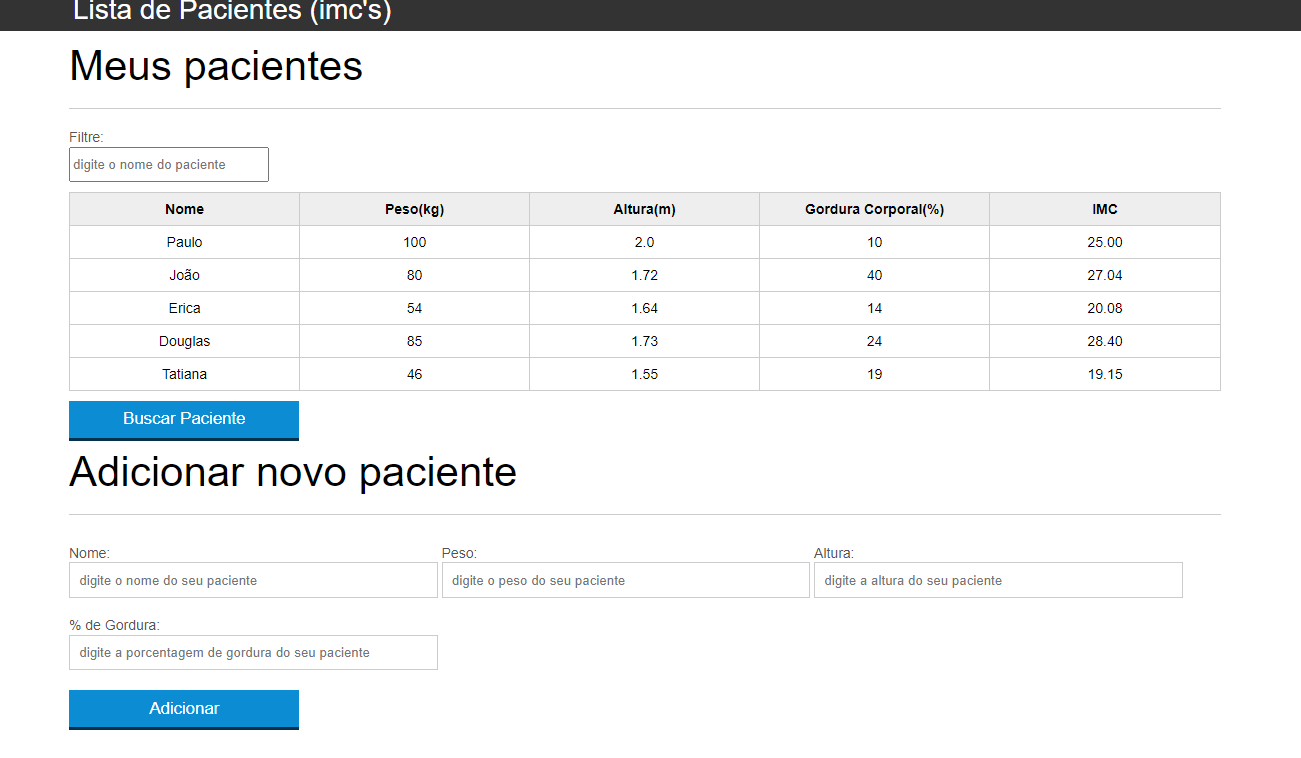 Lista de Pacientes (imc's)
Meus pacientes
Filtre:
digite o nome do paciente
Nome Peso(kg) Altura(m) Gordura Corporal(%) IMC
Paulo 100 2.0 10 25.00
João 80 1.72 40 27.04
Erica 54 1.64 14 20.08
Douglas 85 1.73 24 28.40
Tatiana 46 1.55 19 19.15
Buscar Paciente
Adicionar novo paciente
Nome: Peso: Altura:
digite o nome do seu paciente digite o peso do seu paciente digite a altura do seu paciente
% de Gordura:
digite a porcentagem de gordura do seu paciente
Adicionar